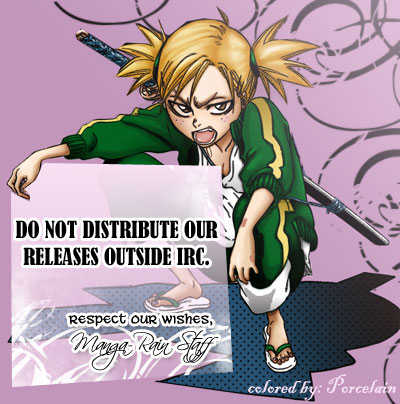 DO NOT DISTRIBUTE OUR
RELEASES OUTSIDE IRC.
RESPECT OUR WISHES,
Manga-Rain Staff
colored by: Porcelain